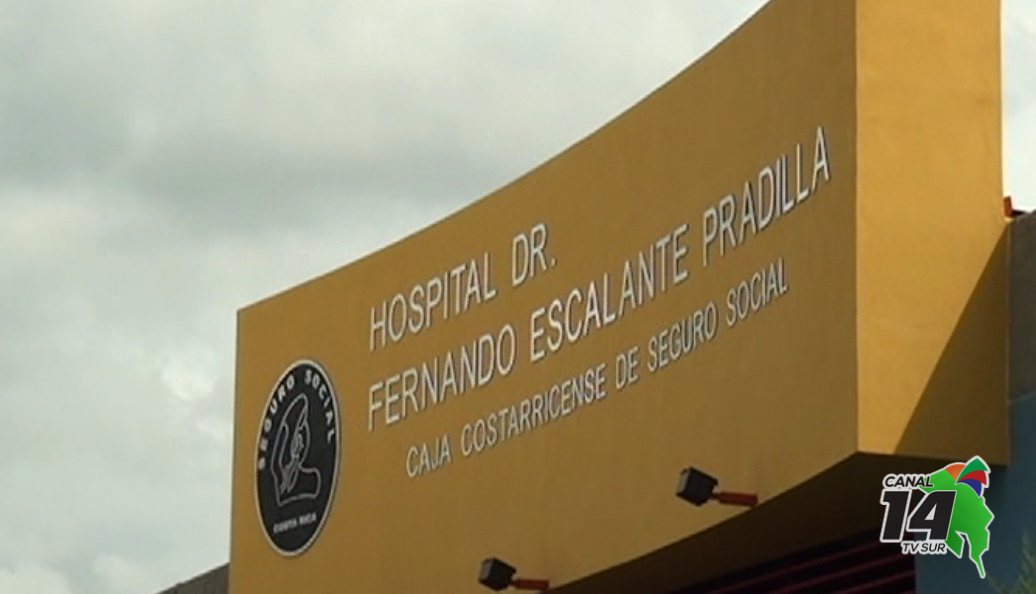 HOSPITAL DR.
FERNANDO ESCALANTE PRADILLA
CAJA COSTARRICENSE DE SEGURO SOCIAL
SEGURO SOCIAL
COSTA RICA
CANAL
14
TV SUR